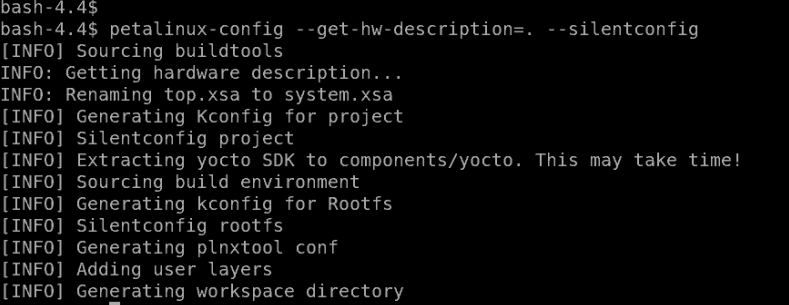 bash-4.4$
bash-4.4$ petalinux-config --get-hw-description=. --silentconfig
[INFO] Sourcing buildtools
INFO: Getting hardware description...
INFO: Renaming top.xsa to system.xsa
[INFO] Generating Kconfig for project
[INFO] Silentconfig project
[INFO] Extracting yocto SDK to components/yocto. This may take time!
[INFO] Sourcing build environment
[INFO] Generating kconfig for Rootfs
[INFO] Silentconfig rootfs
[INFO] Generating plnxtool conf
[INFO] Adding user layers
[INFO] Generating workspace directory